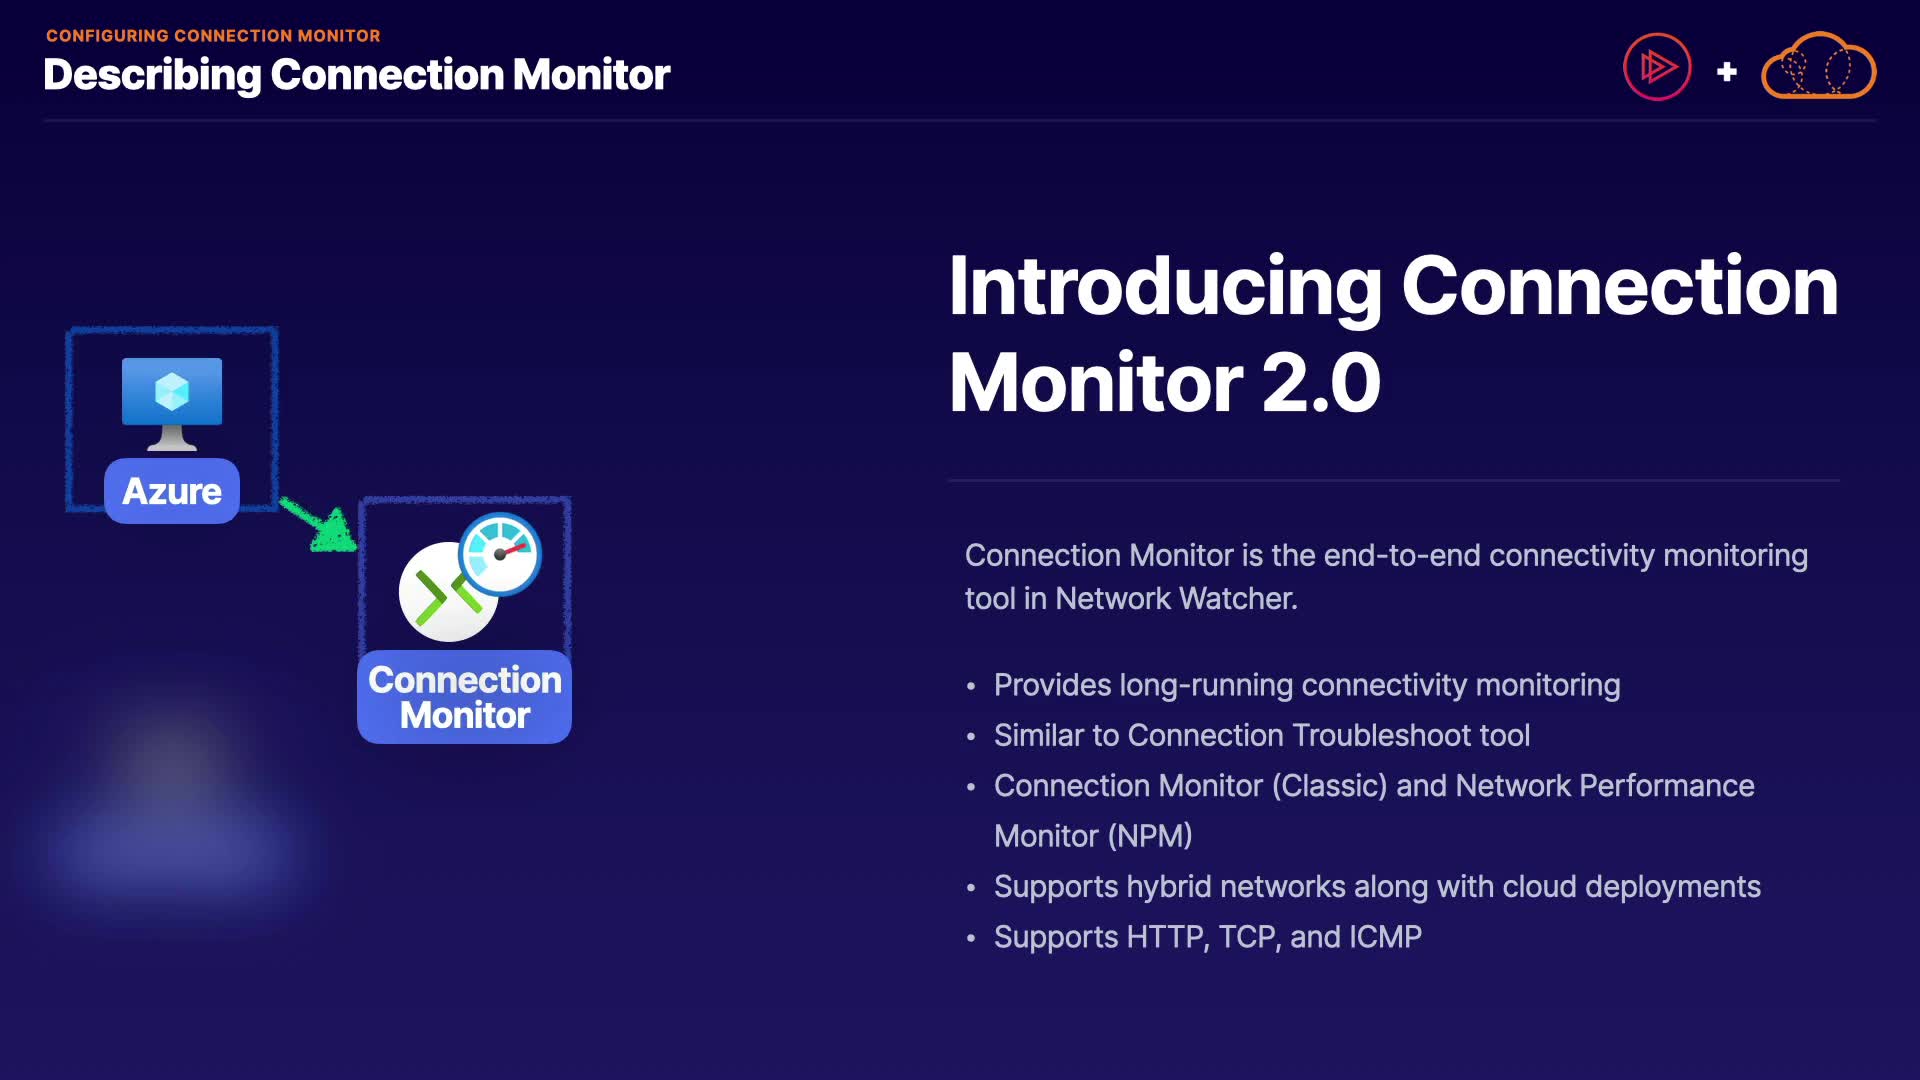 CONFIGURING CONNECTION MONITOR
Describing Connection Monitor
Azure
Connection
Monitor
Introducing Connection
Monitor 2.0
Connection Monitor is the end-to-end connectivity monitoring
tool in Network Watcher.
• Provides long-running connectivity monitoring
• Similar to Connection Troubleshoot tool
• Connection Monitor (Classic) and Network Performance
Monitor (NPM)
• Supports hybrid networks along with cloud deployments
• Supports HTTP, TCP, and ICMP